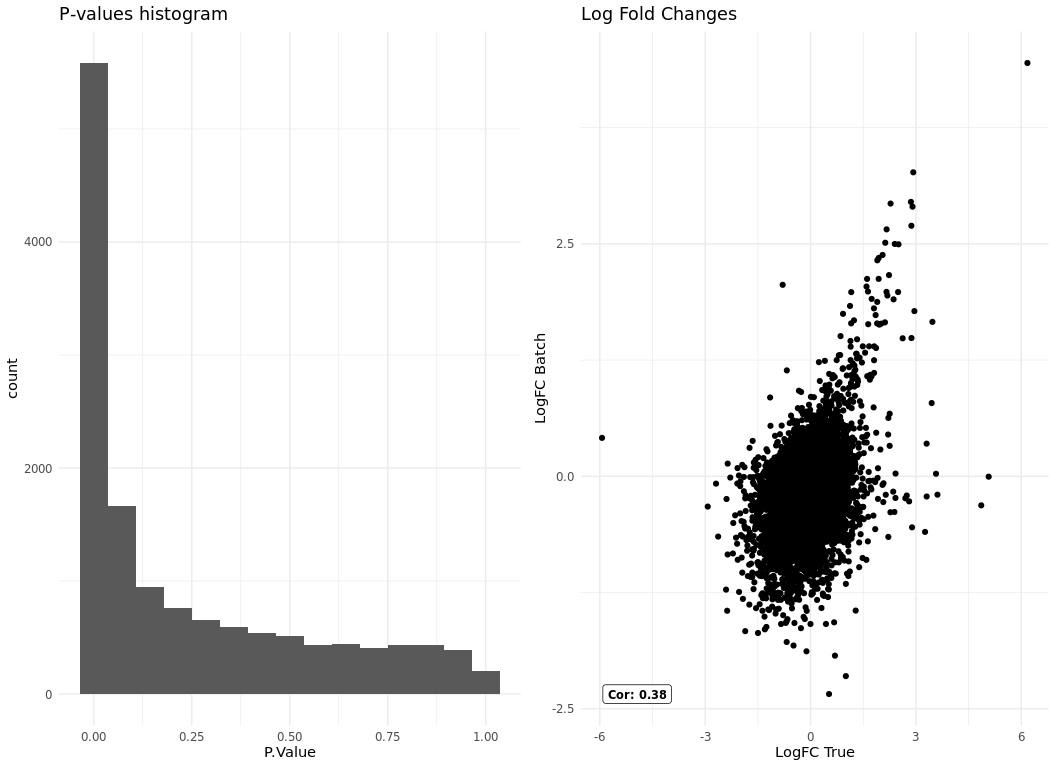 P-values histogram
count
4000
2000
0
0.00 0.25 0.50 0.75 1.00
P.Value
Log Fold Changes
LogFC Batch
2.5
0.0
-2.5
Cor: 0.38
-6 -3 0 3 6
LogFC True